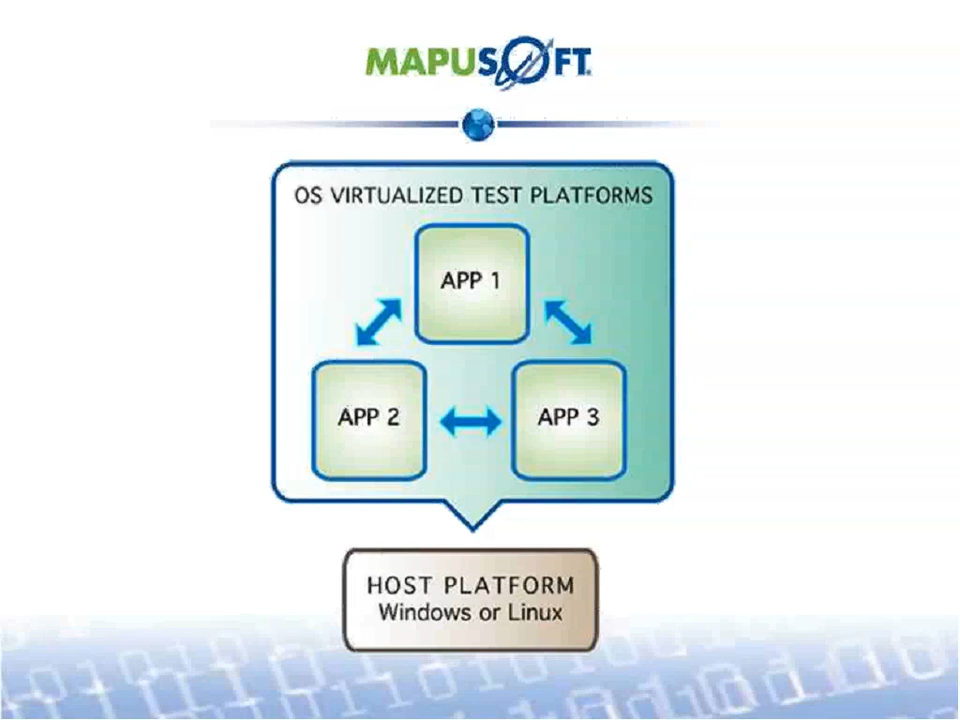 MAPUSOFT
OS VIRTUALIZED TEST PLATFORMS
APP 1
APP 2
APP 3
HOST PLATFORM
Windows or Linux